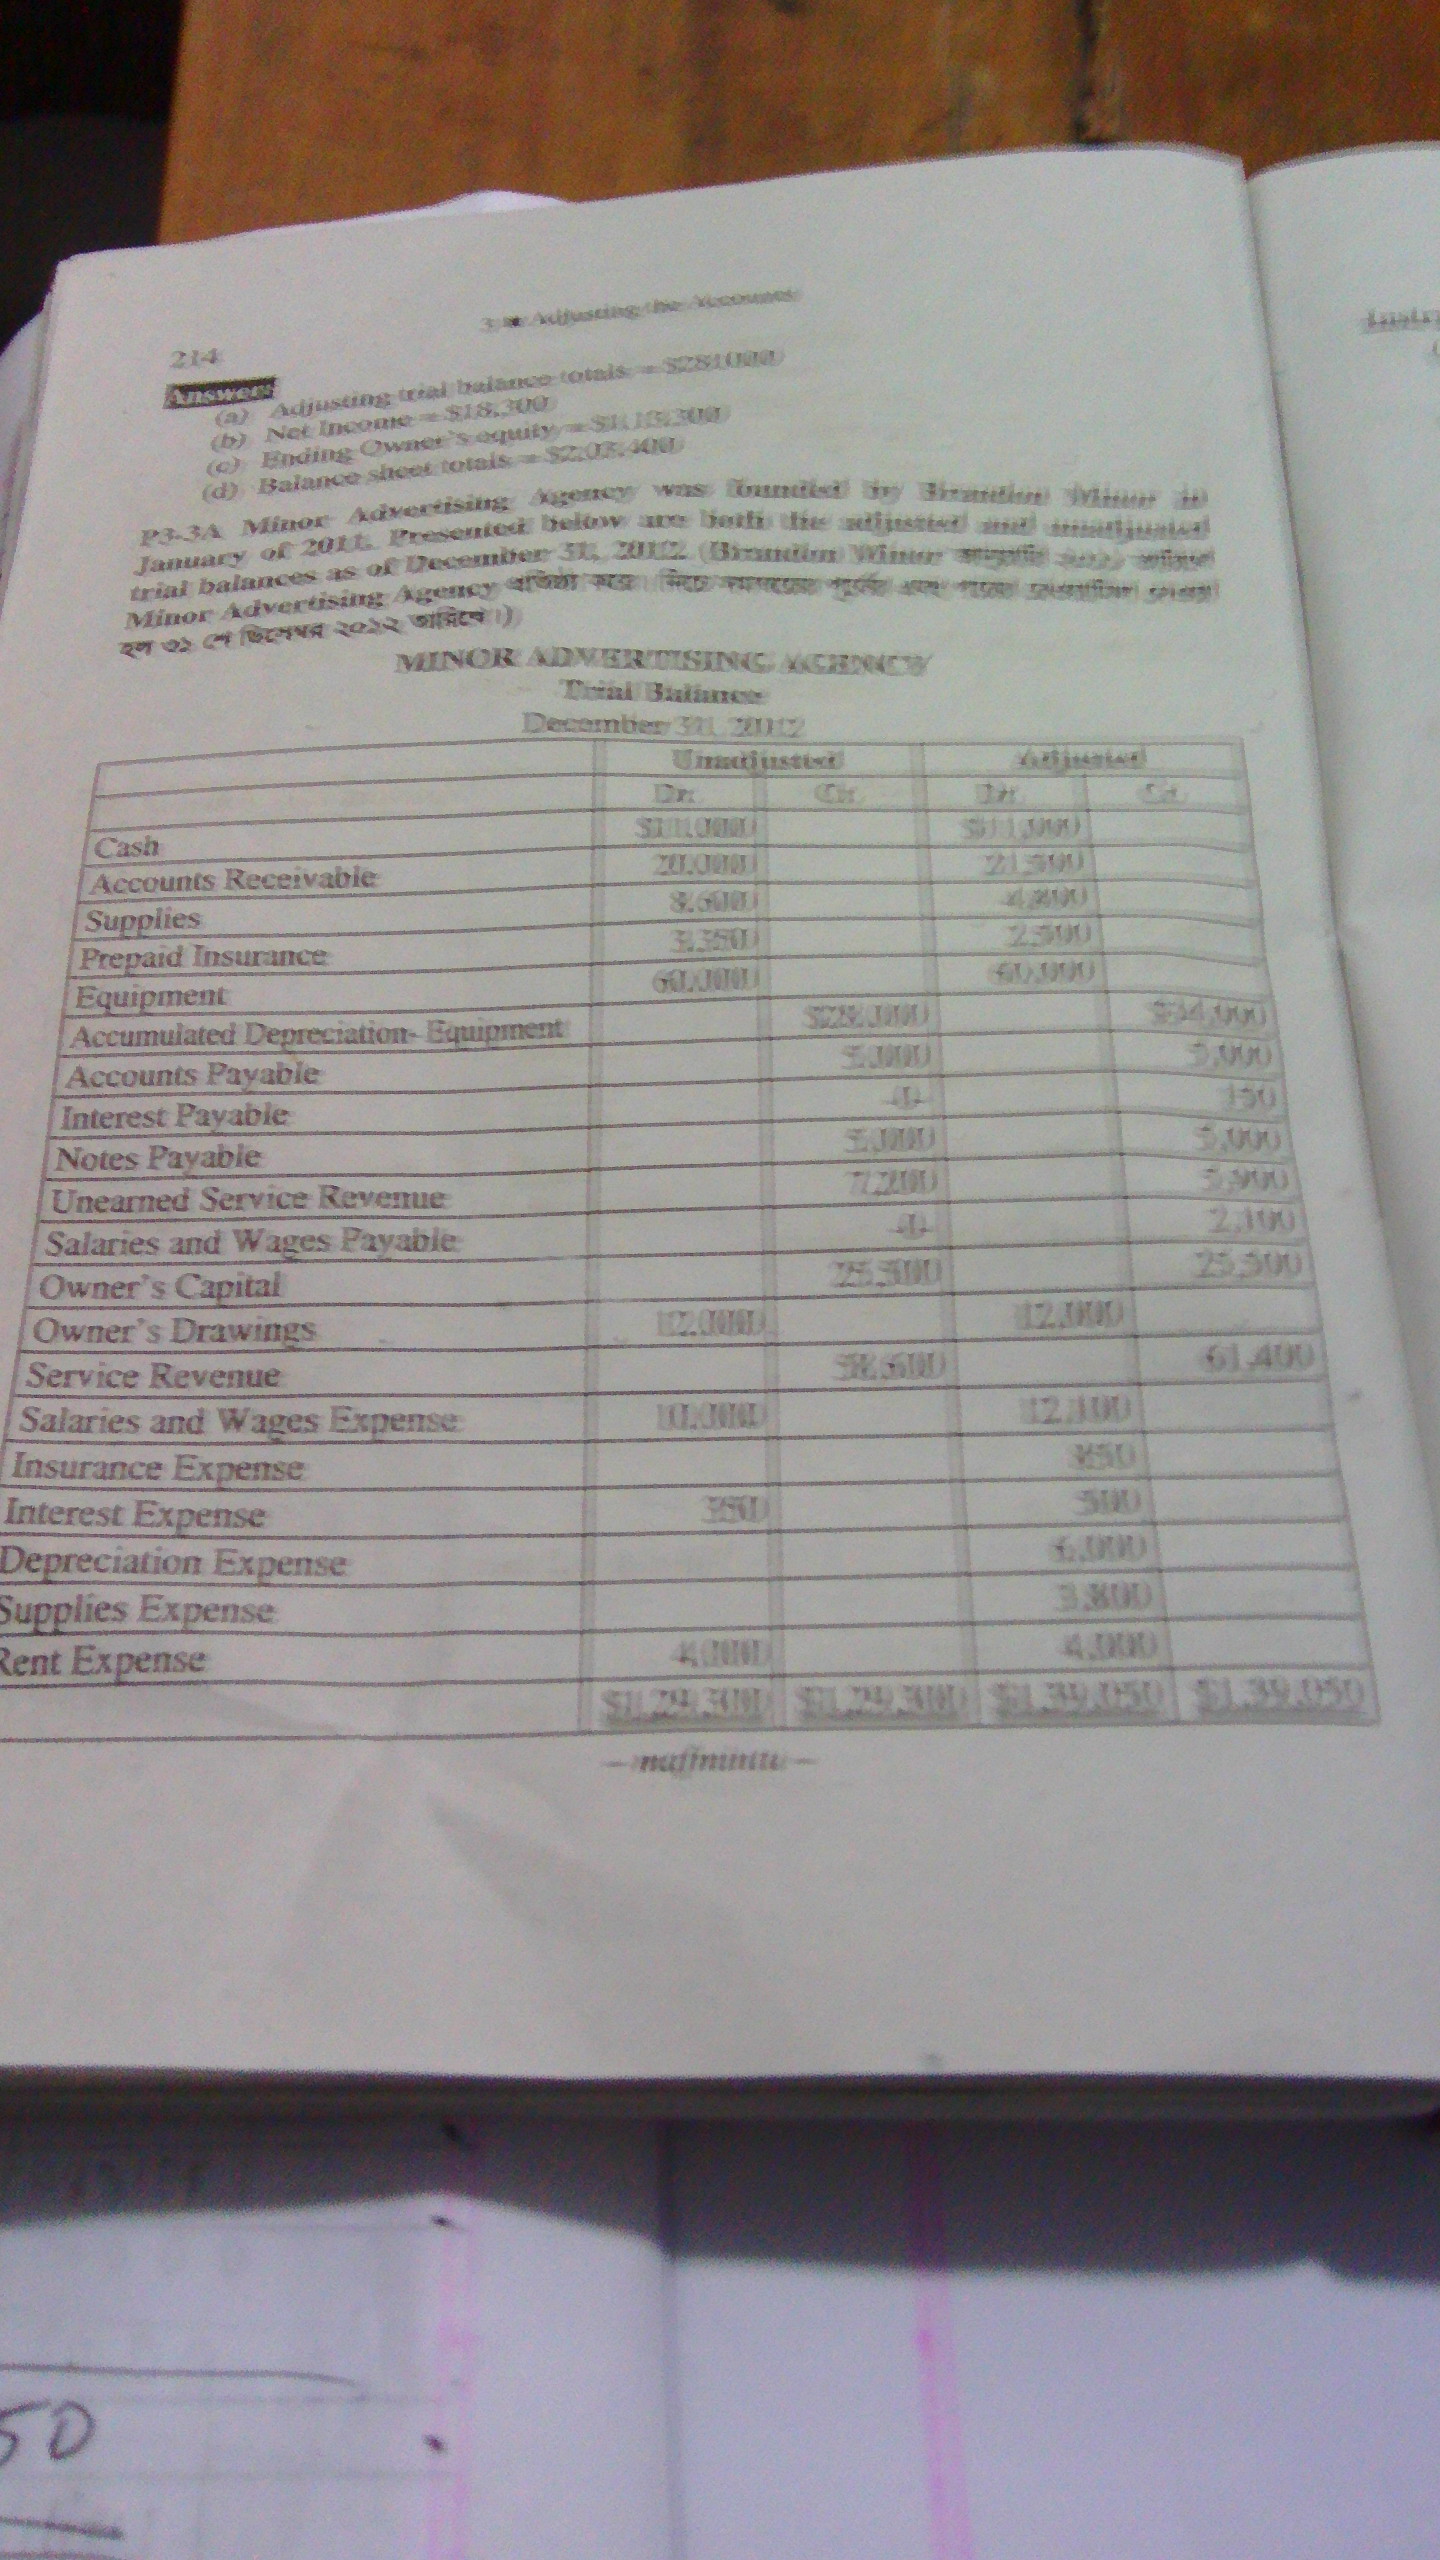 3 ■ Adjusting the Accounts
214
Answer:
(a) Adjusting trial balance totals = $281000
(b) Net Income = $18,300
(c) Ending Owner's equity = $1,13,300
(d) Balance sheet totals = $2,03,400
P3-3A Minor Advertising Agency was founded by Brandon Minor in
January of 2011. Presented below are both the adjusted and unadjusted
trial balances as of December 31, 2012 (Brandon Minor
Minor Advertising Agency প্রতিষ্ঠা করে। নিচে সমন্বয়ের পূর্বের এবং পরের রেওয়ামিল দেওয়া
হল ৩১ শে ডিসেম্বর ২০১২ তারিখে।)
MINOR ADVERTISING AGENCY
Trial Balance
December 31, 2012
Unadjusted Adjusted
Dr. Cr. Dr. Cr.
Cash $11,000 $11,000
Accounts Receivable 20,000 21,500
Supplies 8,600 4,800
Prepaid Insurance 3,350 2,500
Equipment 60,000 60,000
Accumulated Depreciation- Equipment $28,000 $34,000
Accounts Payable 5,000 5,000
Interest Payable -0- 150
Notes Payable 5,000 5,000
Unearned Service Revenue 7,200 5,900
Salaries and Wages Payable -0- 2,100
Owner's Capital 25,500 25,500
Owner's Drawings 12,000 12,000
Service Revenue 58,600 61,400
Salaries and Wages Expense 10,000 12,100
Insurance Expense 850
Interest Expense 350 500
Depreciation Expense 6,000
Supplies Expense 3,800
Rent Expense 4,000 4,000
$1,29,300 $1,29,300 $1,39,050 $1,39,050
50